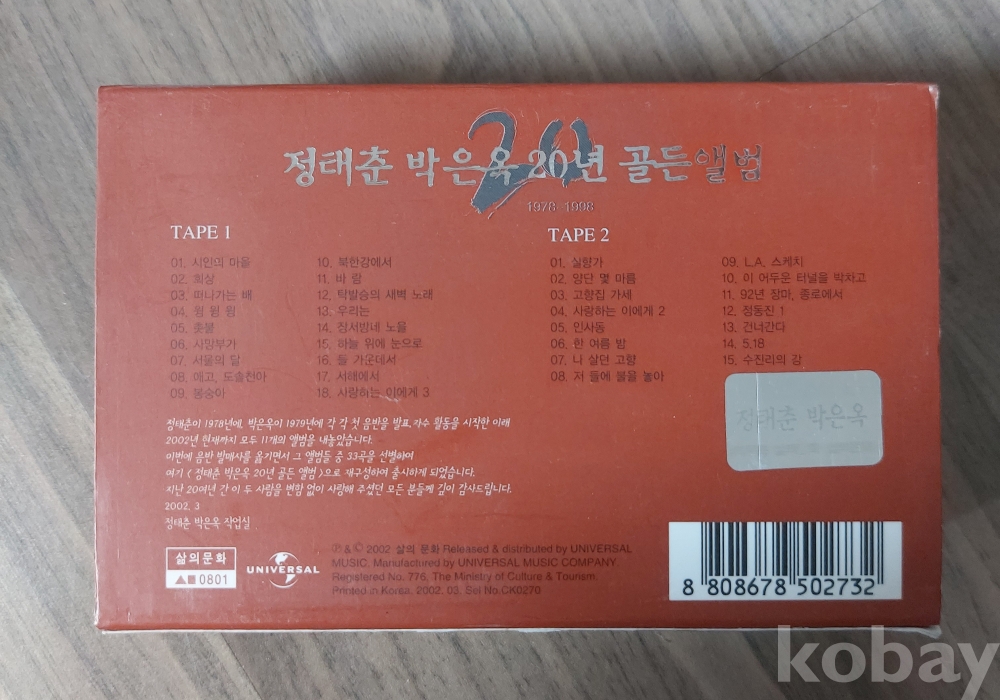 정태춘 박은옥 20년 골든앨범
20
1978-1998
TAPE 1
01. 시인의 마을
02. 회상
03. 떠나가는 배
04. 윙 윙 윙
05. 촛불
06. 사망부가
07. 서울의 달
08. 애고, 도솔천아
09. 봉숭아
10. 북한강에서
11. 바 람
12. 탁발승의 새벽 노래
13. 우리는
14. 장서방네 노을
15. 하늘 위에 눈으로
16. 들 가운데서
17. 서해에서
18. 사랑하는 이에게 3
TAPE 2
01. 실향가
02. 양단 몇 마름
03. 고향집 가세
04. 사랑하는 이에게 2
05. 인사동
06. 한 여름 밤
07. 나 살던 고향
08. 저 들에 불을 놓아
09. L.A. 스케치
10. 이 어두운 터널을 박차고
11. 92년 장마, 종로에서
12. 정동진 1
13. 건너간다
14. 5.18
15. 수진리의 강
정태춘 박은옥
정태춘이 1978년에, 박은옥이 1979년에 각 각 첫 음반을 발표, 가수 활동을 시작한 이래
2002년 현재까지 모두 11개의 앨범을 내놓았습니다.
이번에 음반 발매사를 옮기면서 그 앨범들 중 33곡을 선별하여
여기 < 정태춘 박은옥 20년 골든 앨범 >으로 재구성하여 출시하게 되었습니다.
지난 20여년 간 이 두 사람을 변함 없이 사랑해 주셨던 모든 분들께 깊이 감사드립니다.
2002. 3
정태춘 박은옥 작업실
삶의문화
▲■ 0801
UNIVERSAL
℗ & © 2002 삶의 문화 Released & distributed by UNIVERSAL
MUSIC. Manufactured by UNIVERSAL MUSIC COMPANY
Registered No. 776, The Ministry of Culture & Tourism.
Printed in Korea. 2002. 03. Sel No.CK0270
8 808678 502732
kobay